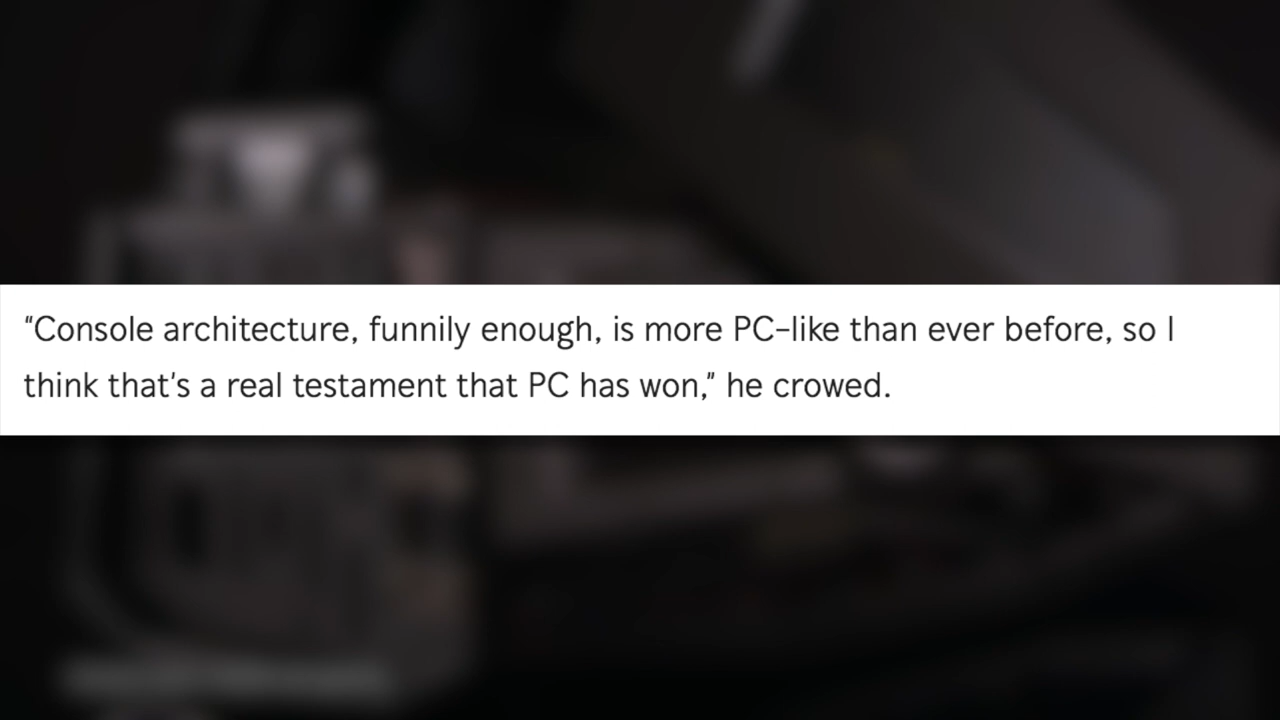 "Console architecture, funnily enough, is more PC-like than ever before, so I
think that's a real testament that PC has won," he crowed.